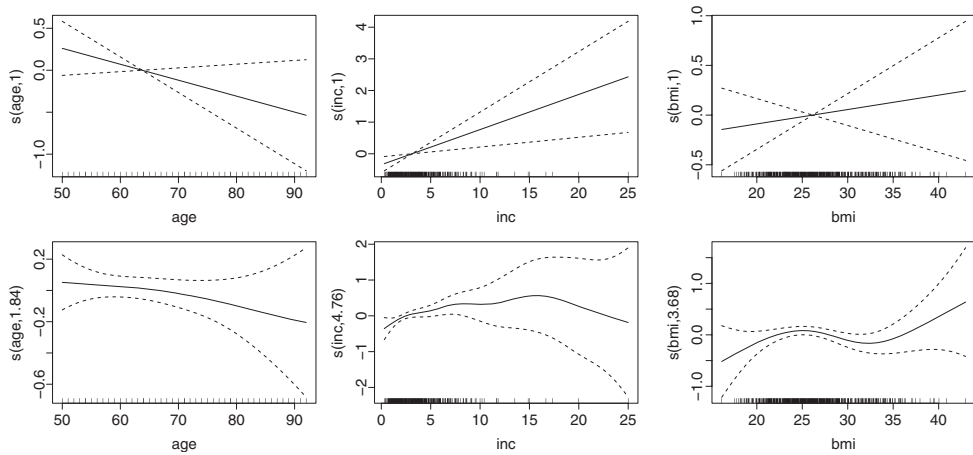 s(age,1)
0.5
0.0
−1.0
50 60 70 80 90
age
s(inc,1)
4
3
2
1
0
0 5 10 15 20 25
inc
s(bmi,1)
1.0
0.5
0.0
−0.5
20 25 30 35 40
bmi
s(age,1.84)
0.2
−0.2
−0.6
50 60 70 80 90
age
s(inc,4.76)
2
1
0
−1
−2
0 5 10 15 20 25
inc
s(bmi,3.68)
1.0
0.0
−1.0
20 25 30 35 40
bmi